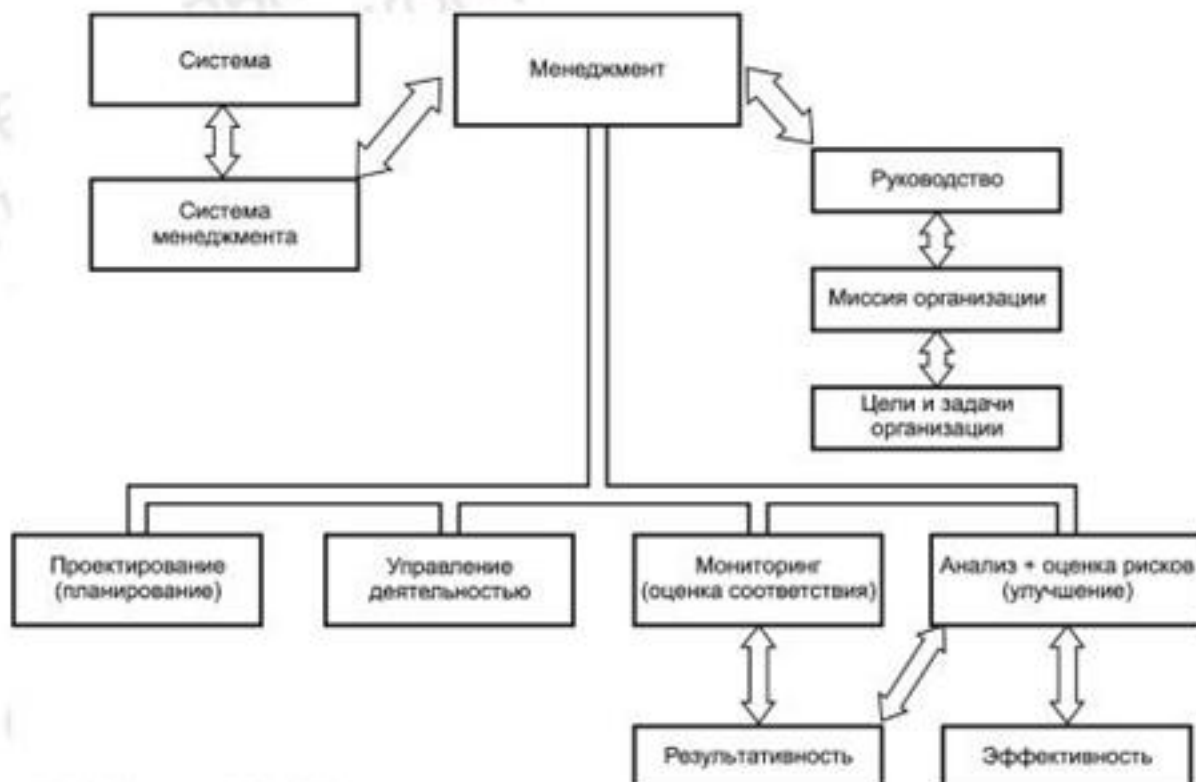 Система
Менеджмент
Система
менеджмента
Руководство
Миссия организации
Цели и задачи
организации
Проектирование
(планирование)
Управление
деятельностью
Мониторинг
(оценка соответствия)
Анализ + оценка рисков
(улучшение)
Результативность
Эффективность